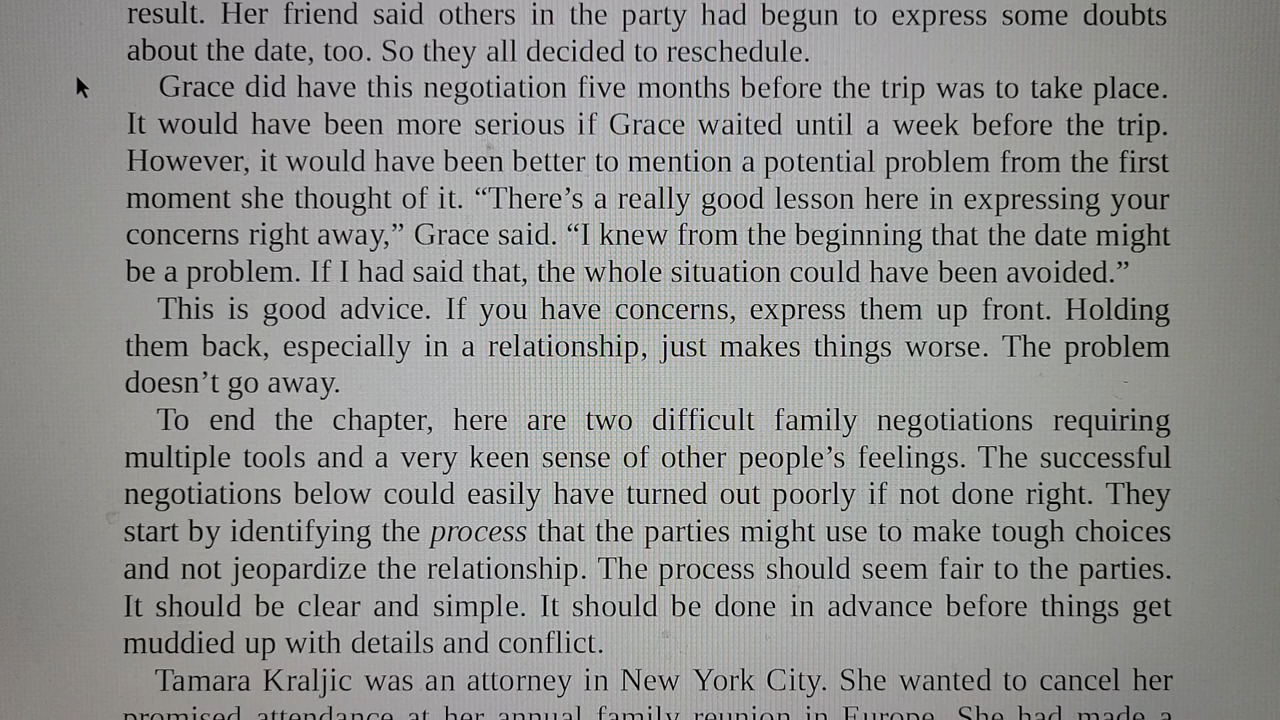 result. Her friend said others in the party had begun to express some doubts
about the date, too. So they all decided to reschedule.
Grace did have this negotiation five months before the trip was to take place.
It would have been more serious if Grace waited until a week before the trip.
However, it would have been better to mention a potential problem from the first
moment she thought of it. “There’s a really good lesson here in expressing your
concerns right away,” Grace said. “I knew from the beginning that the date might
be a problem. If I had said that, the whole situation could have been avoided.”
This is good advice. If you have concerns, express them up front. Holding
them back, especially in a relationship, just makes things worse. The problem
doesn’t go away.
To end the chapter, here are two difficult family negotiations requiring
multiple tools and a very keen sense of other people’s feelings. The successful
negotiations below could easily have turned out poorly if not done right. They
start by identifying the process that the parties might use to make tough choices
and not jeopardize the relationship. The process should seem fair to the parties.
It should be clear and simple. It should be done in advance before things get
muddied up with details and conflict.
Tamara Kraljic was an attorney in New York City. She wanted to cancel her
promised attendance at her annual family reunion in Europe. She had made a